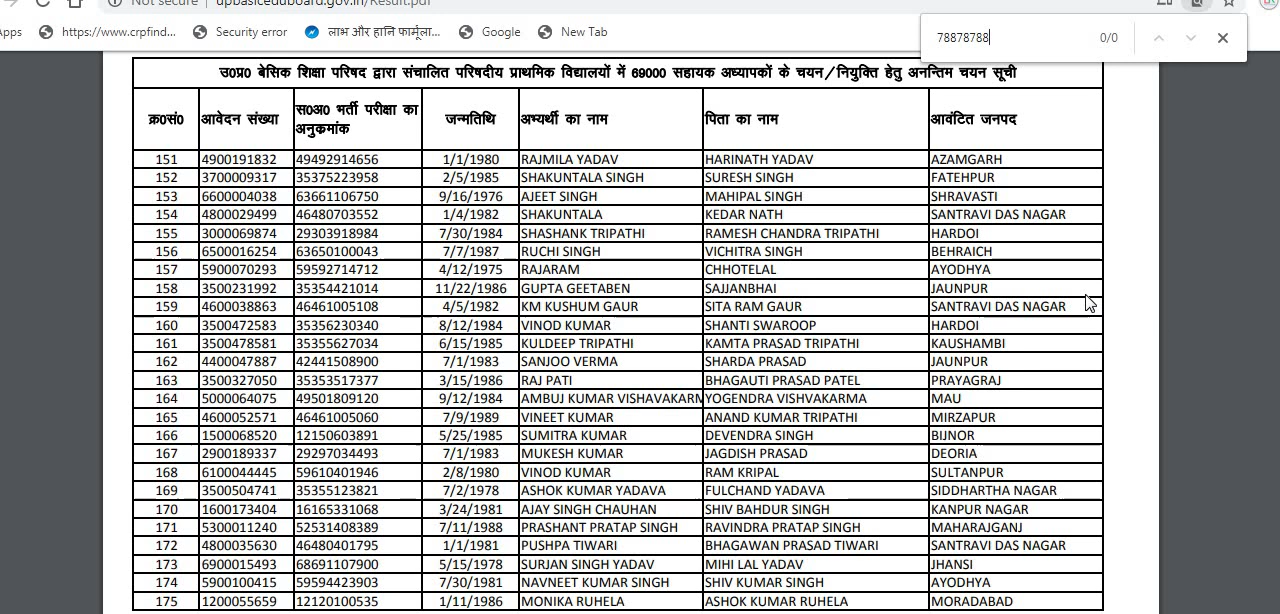 Not secure | upbasiceduboard.gov.in/Result.pdf
Apps https://www.crpfind... Security error लाभ और हानि फार्मूला... Google New Tab
78878788 0/0
उ०प्र० बेसिक शिक्षा परिषद द्वारा संचालित परिषदीय प्राथमिक विद्यालयों में 69000 सहायक अध्यापकों के चयन/नियुक्ति हेतु अनन्तिम चयन सूची
क्र०सं० आवेदन संख्या स०अ० भर्ती परीक्षा का अनुकमांक जन्मतिथि अभ्यर्थी का नाम पिता का नाम आवंटित जनपद
151 4900191832 49492914656 1/1/1980 RAJMILA YADAV HARINATH YADAV AZAMGARH
152 3700009317 35375223958 2/5/1985 SHAKUNTALA SINGH SURESH SINGH FATEHPUR
153 6600004038 63661106750 9/16/1976 AJEET SINGH MAHIPAL SINGH SHRAVASTI
154 4800029499 46480703552 1/4/1982 SHAKUNTALA KEDAR NATH SANTRAVI DAS NAGAR
155 3000069874 29303918984 7/30/1984 SHASHANK TRIPATHI RAMESH CHANDRA TRIPATHI HARDOI
156 6500016254 63650100043 7/7/1987 RUCHI SINGH VICHITRA SINGH BEHRAICH
157 5900070293 59592714712 4/12/1975 RAJARAM CHHOTELAL AYODHYA
158 3500231992 35354421014 11/22/1986 GUPTA GEETABEN SAJJANBHAI JAUNPUR
159 4600038863 46461005108 4/5/1982 KM KUSHUM GAUR SITA RAM GAUR SANTRAVI DAS NAGAR
160 3500472583 35356230340 8/12/1984 VINOD KUMAR SHANTI SWAROOP HARDOI
161 3500478581 35355627034 6/15/1985 KULDEEP TRIPATHI KAMTA PRASAD TRIPATHI KAUSHAMBI
162 4400047887 42441508900 7/1/1983 SANJOO VERMA SHARDA PRASAD JAUNPUR
163 3500327050 35353517377 3/15/1986 RAJ PATI BHAGAUTI PRASAD PATEL PRAYAGRAJ
164 5000064075 49501809120 9/12/1984 AMBUJ KUMAR VISHAVAKARM YOGENDRA VISHVAKARMA MAU
165 4600052571 46461005060 7/9/1989 VINEET KUMAR ANAND KUMAR TRIPATHI MIRZAPUR
166 1500068520 12150603891 5/25/1985 SUMITRA KUMAR DEVENDRA SINGH BIJNOR
167 2900189337 29297034493 7/1/1983 MUKESH KUMAR JAGDISH PRASAD DEORIA
168 6100044445 59610401946 2/8/1980 VINOD KUMAR RAM KRIPAL SULTANPUR
169 3500504741 35355123821 7/2/1978 ASHOK KUMAR YADAVA FULCHAND YADAVA SIDDHARTHA NAGAR
170 1600173404 16165331068 3/24/1981 AJAY SINGH CHAUHAN SHIV BAHDUR SINGH KANPUR NAGAR
171 5300011240 52531408389 7/11/1988 PRASHANT PRATAP SINGH RAVINDRA PRATAP SINGH MAHARAJGANJ
172 4800035630 46480401795 1/1/1981 PUSHPA TIWARI BHAGAWAN PRASAD TIWARI SANTRAVI DAS NAGAR
173 6900015493 68691107900 5/15/1978 SURJAN SINGH YADAV MIHI LAL YADAV JHANSI
174 5900100415 59594423903 7/30/1981 NAVNEET KUMAR SINGH SHIV KUMAR SINGH AYODHYA
175 1200055659 12120100535 1/11/1986 MONIKA RUHELA ASHOK KUMAR RUHELA MORADABAD